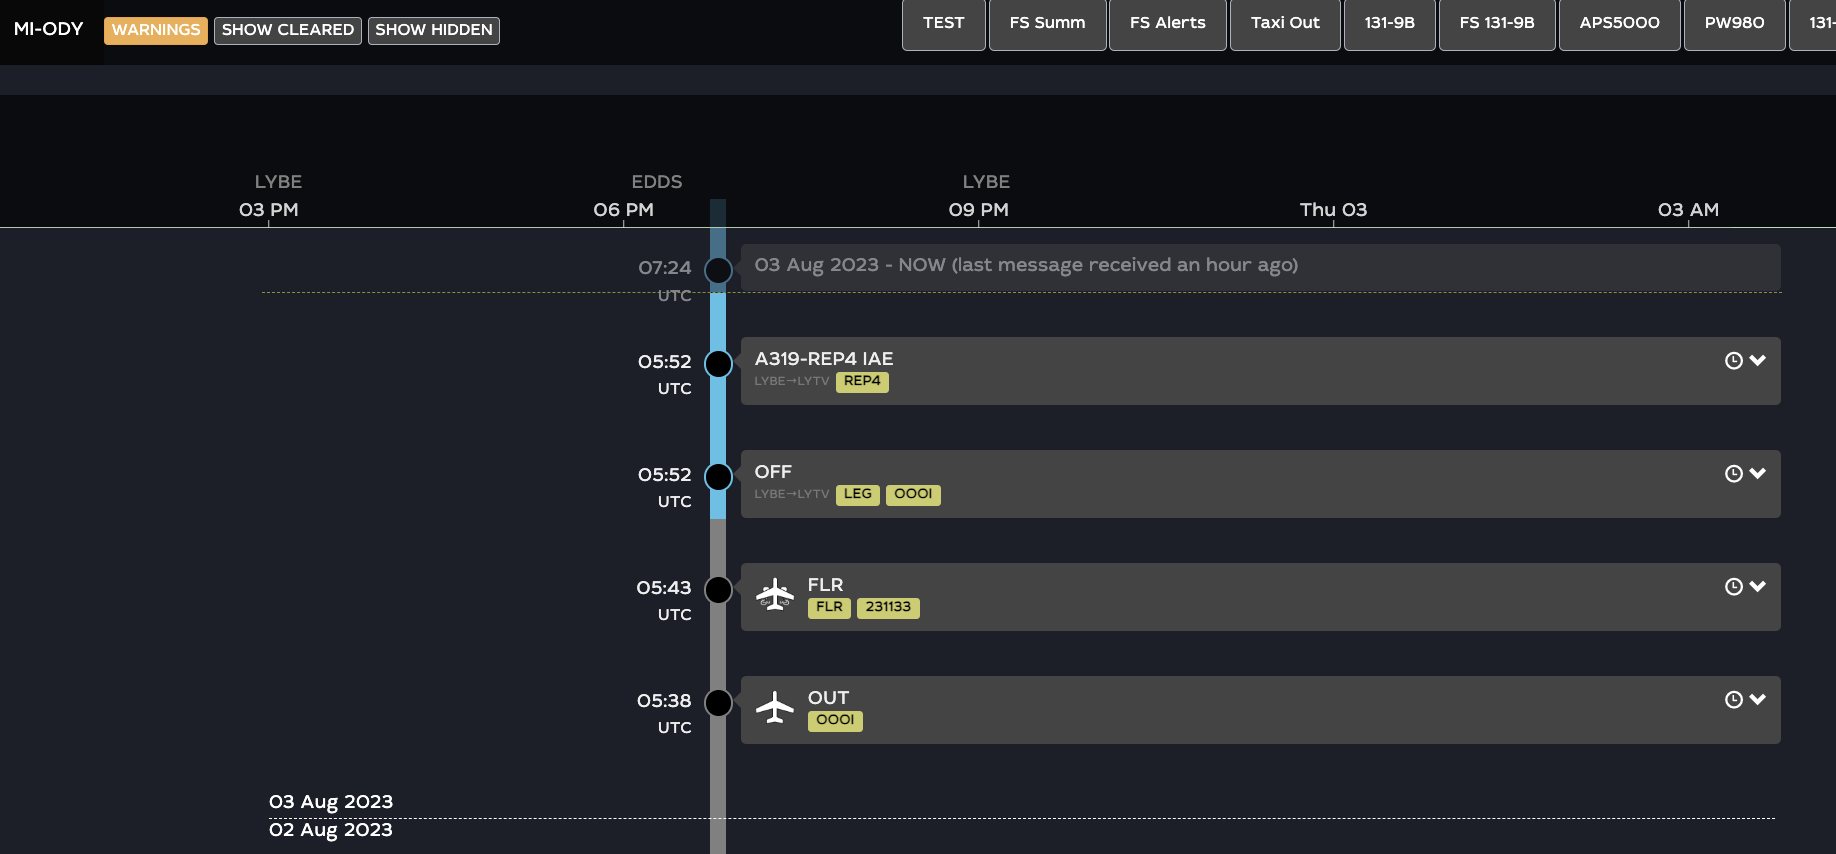 MI-ODY WARNINGS SHOW CLEARED SHOW HIDDEN TEST FS Summ FS Alerts Taxi Out 131-9B FS 131-9B APS5000 PW980 131-
LYBE EDDS LYBE
03 PM 06 PM 09 PM Thu 03 03 AM
07:24 UTC
03 Aug 2023 - NOW (last message received an hour ago)
05:52 UTC
A319-REP4 IAE
LYBE→LYTV REP4
05:52 UTC
OFF
LYBE→LYTV LEG OOOI
05:43 UTC
FLR
FLR 231133
05:38 UTC
OUT
OOOI
03 Aug 2023
02 Aug 2023